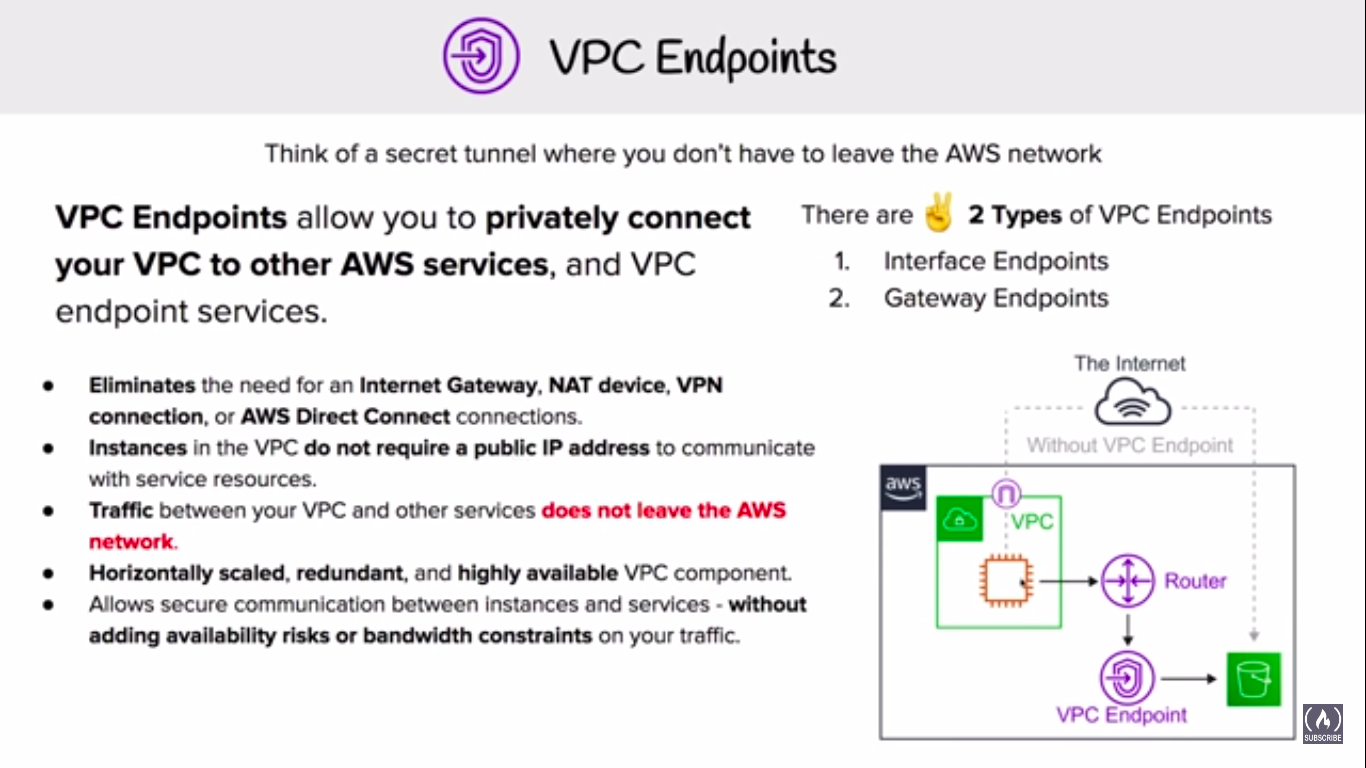 VPC Endpoints
Think of a secret tunnel where you don't have to leave the AWS network
VPC Endpoints allow you to privately connect
your VPC to other AWS services, and VPC
endpoint services.
There are ✌ 2 Types of VPC Endpoints
1. Interface Endpoints
2. Gateway Endpoints
● Eliminates the need for an Internet Gateway, NAT device, VPN
connection, or AWS Direct Connect connections.
● Instances in the VPC do not require a public IP address to communicate
with service resources.
● Traffic between your VPC and other services does not leave the AWS
network.
● Horizontally scaled, redundant, and highly available VPC component.
● Allows secure communication between instances and services - without
adding availability risks or bandwidth constraints on your traffic.
The Internet
Without VPC Endpoint
aws
VPC
Router
VPC Endpoint
SUBSCRIBE